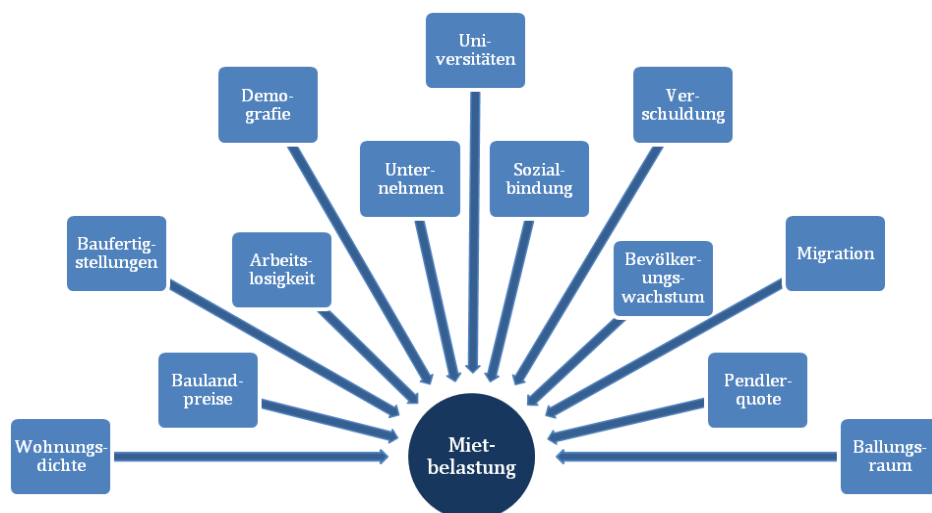 Uni-
versitäten
Demo-
grafie
Ver-
schuldung
Unter-
nehmen
Sozial-
bindung
Baufertig-
stellungen
Arbeits-
losigkeit
Bevölker-
ungs-
wachstum
Migration
Bauland-
preise
Pendler-
quote
Wohnungs-
dichte
Miet-
belastung
Ballungs-
raum